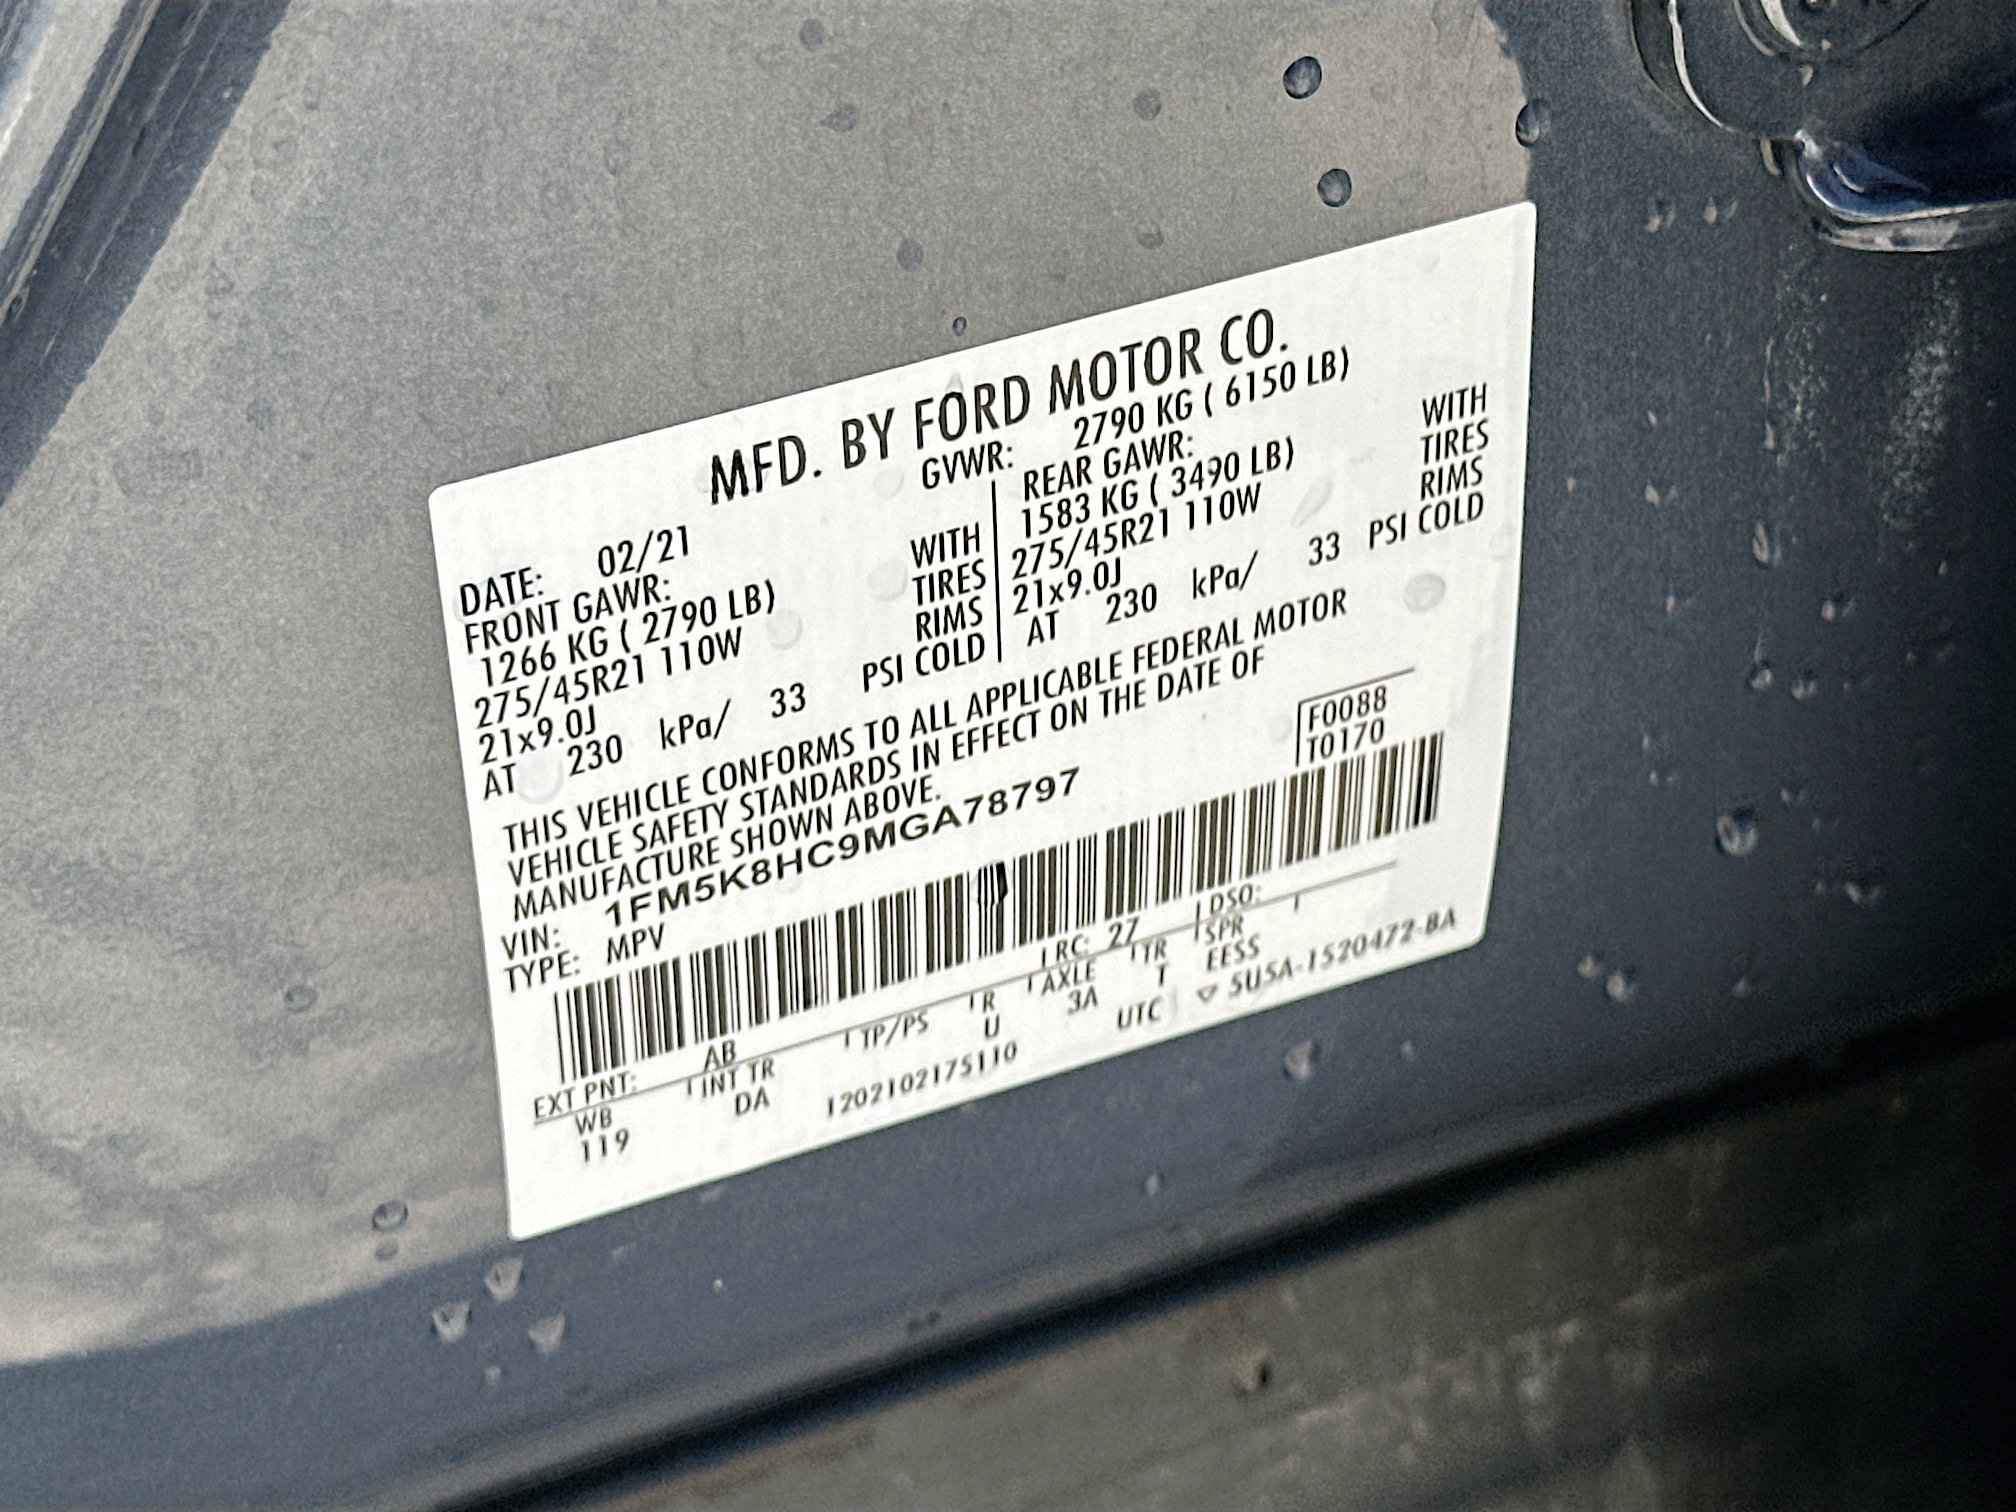 MFD. BY FORD MOTOR CO.
DATE: 02/21 GVWR: 2790 KG ( 6150 LB)
FRONT GAWR: REAR GAWR:
1266 KG ( 2790 LB) WITH 1583 KG ( 3490 LB) WITH
275/45R21 110W TIRES 275/45R21 110W TIRES
21x9.0J RIMS 21x9.0J RIMS
AT 230 kPa/ 33 PSI COLD AT 230 kPa/ 33 PSI COLD
THIS VEHICLE CONFORMS TO ALL APPLICABLE FEDERAL MOTOR
VEHICLE SAFETY STANDARDS IN EFFECT ON THE DATE OF
MANUFACTURE SHOWN ABOVE.
F0088
T0170
VIN: 1FM5K8HC9MGA78797
TYPE: MPV
EXT PNT: AB RC: 27 DSO:
WB INT TR TP/PS R AXLE TR SPR
119 DA U 3A T EESS
12021021751​10 UTC ▽ 5U5A-1520472-BA